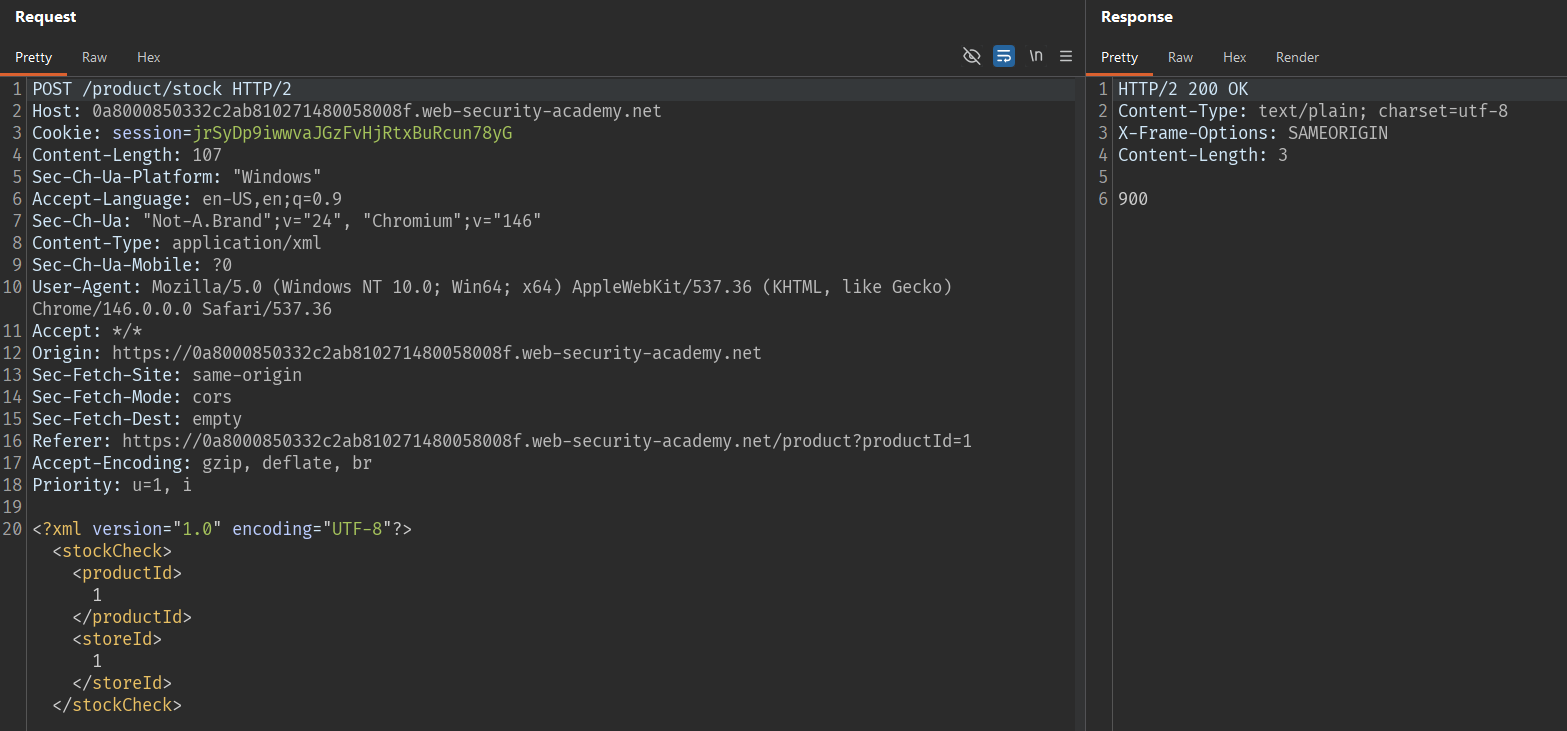 Request
Pretty Raw Hex \n
1 POST /product/stock HTTP/2
2 Host: 0a8000850332c2ab810271480058008f.web-security-academy.net
3 Cookie: session=jrSyDp9iwwvaJGzFvHjRtxBuRcun78yG
4 Content-Length: 107
5 Sec-Ch-Ua-Platform: "Windows"
6 Accept-Language: en-US,en;q=0.9
7 Sec-Ch-Ua: "Not-A.Brand";v="24", "Chromium";v="146"
8 Content-Type: application/xml
9 Sec-Ch-Ua-Mobile: ?0
10 User-Agent: Mozilla/5.0 (Windows NT 10.0; Win64; x64) AppleWebKit/537.36 (KHTML, like Gecko)
Chrome/146.0.0.0 Safari/537.36
11 Accept: */*
12 Origin: https://0a8000850332c2ab810271480058008f.web-security-academy.net
13 Sec-Fetch-Site: same-origin
14 Sec-Fetch-Mode: cors
15 Sec-Fetch-Dest: empty
16 Referer: https://0a8000850332c2ab810271480058008f.web-security-academy.net/product?productId=1
17 Accept-Encoding: gzip, deflate, br
18 Priority: u=1, i
19
20 <?xml version="1.0" encoding="UTF-8"?>
<stockCheck>
<productId>
1
</productId>
<storeId>
1
</storeId>
</stockCheck>
Response
Pretty Raw Hex Render
1 HTTP/2 200 OK
2 Content-Type: text/plain; charset=utf-8
3 X-Frame-Options: SAMEORIGIN
4 Content-Length: 3
5
6 900